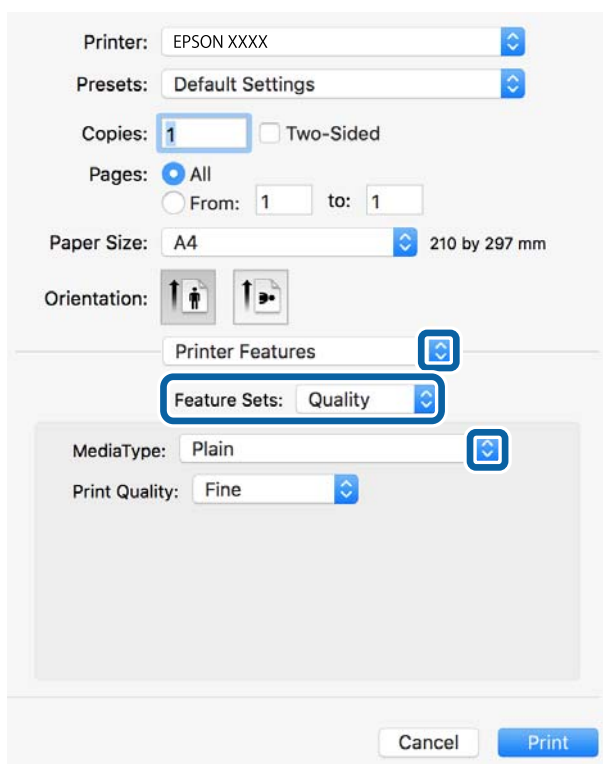 Printer: EPSON XXXX
Presets: Default Settings
Copies: 1 Two-Sided
Pages: All
From: 1 to: 1
Paper Size: A4 210 by 297 mm
Orientation:
Printer Features
Feature Sets: Quality
MediaType: Plain
Print Quality: Fine
Cancel Print